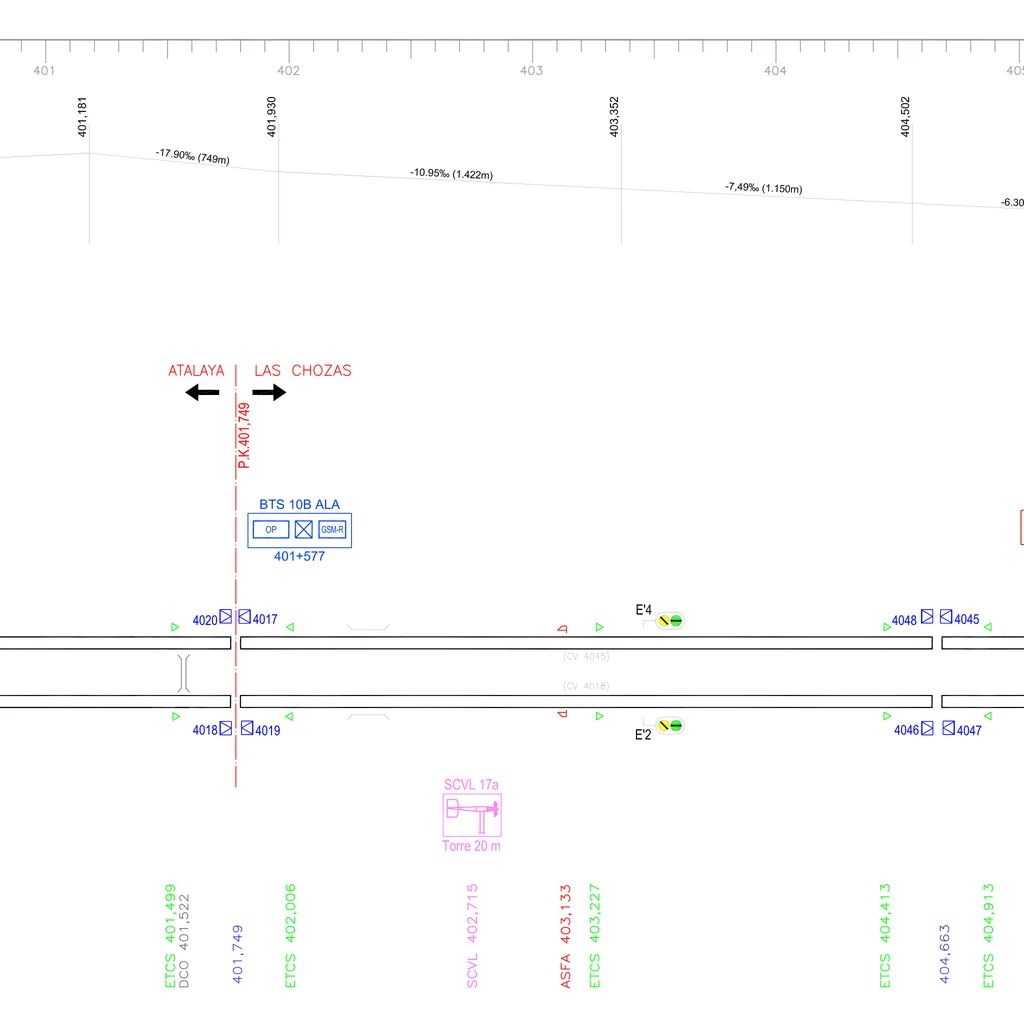 401
402
403
404
405
401,181
401,930
403,352
404,502
-17.90‰ (749m)
-10.95‰ (1.422m)
-7,49‰ (1.150m)
-6.30
ATALAYA
LAS CHOZAS
P.K.401,749
BTS 10B ALA
OP
GSM-R
401+577
E'4
4020
4017
4048
4045
(CV 4045)
(CV 4018)
4018
4019
E'2
4046
4047
SCVL 17a
Torre 20 m
ETCS 401,499
DCO 401,522
401,749
ETCS 402,006
SCVL 402,715
ASFA 403,133
ETCS 403,227
ETCS 404,413
404,663
ETCS 404,913